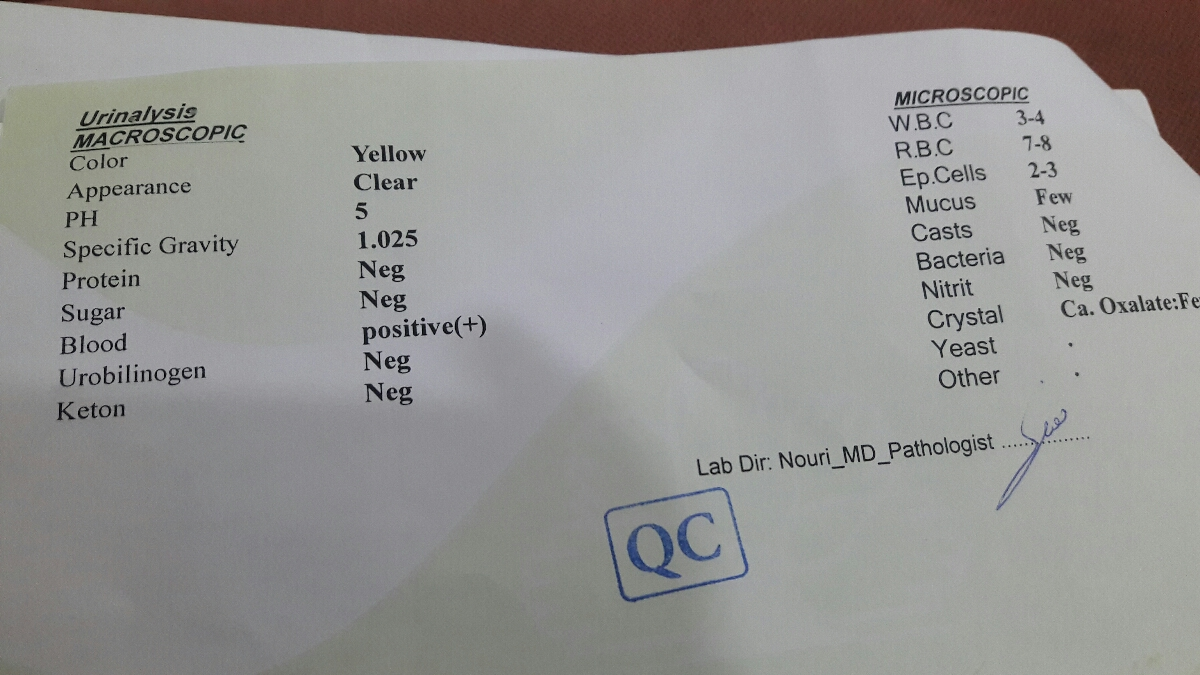 Urinalysis
MACROSCOPIC
Color Yellow
Appearance Clear
PH 5
Specific Gravity 1.025
Protein Neg
Sugar Neg
Blood positive(+)
Urobilinogen Neg
Keton Neg
MICROSCOPIC
W.B.C 3-4
R.B.C 7-8
Ep.Cells 2-3
Mucus Few
Casts Neg
Bacteria Neg
Nitrit Neg
Crystal Ca. Oxalate:Fe
Yeast .
Other . .
Lab Dir: Nouri_MD_Pathologist ................
QC